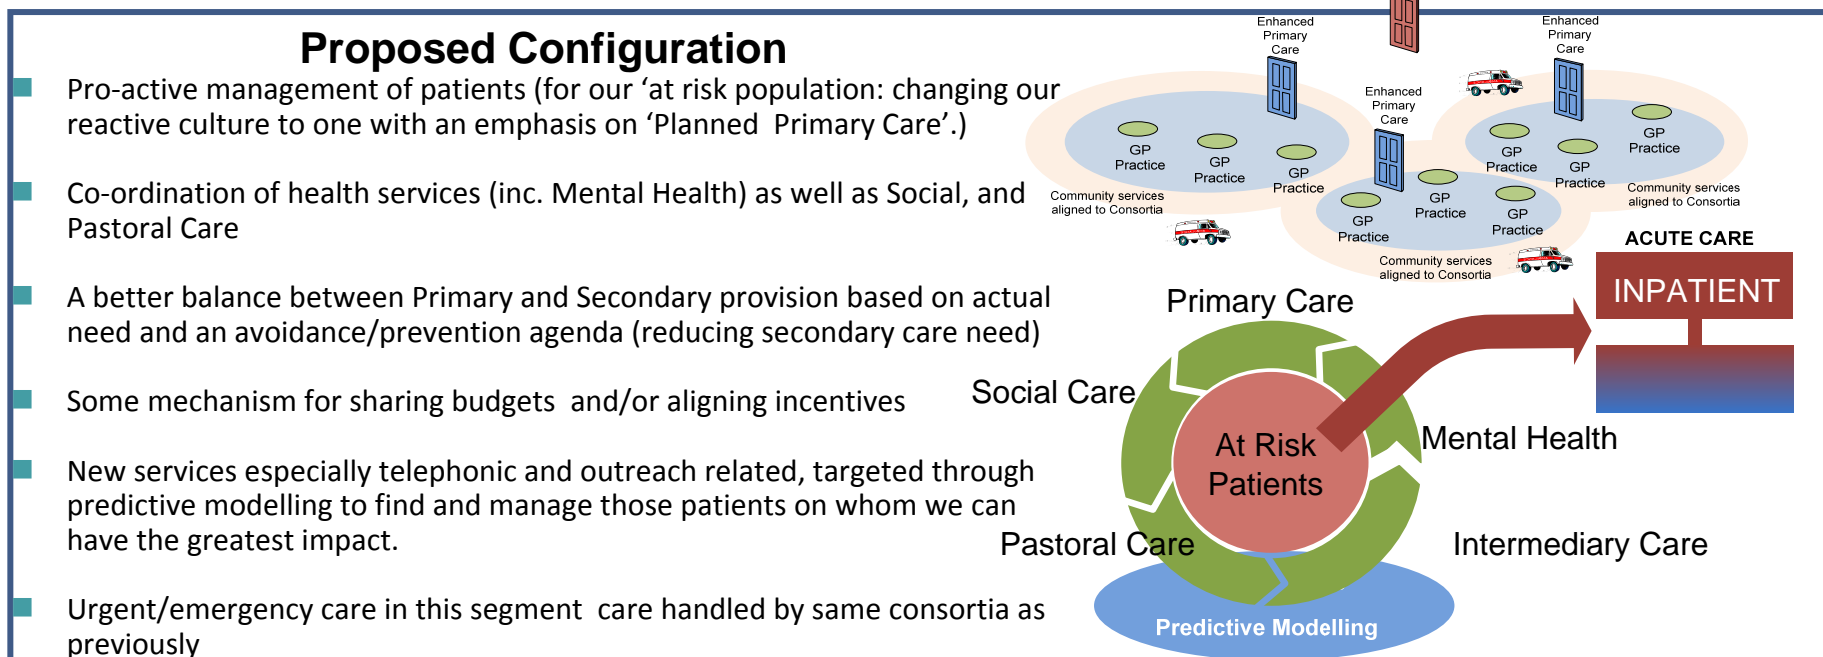 Proposed Configuration
Pro-active management of patients (for our ‘at risk population: changing our
reactive culture to one with an emphasis on ‘Planned  Primary Care’.)
Co-ordination of health services (inc. Mental Health) as well as Social, and
Pastoral Care
A better balance between Primary and Secondary provision based on actual
need and an avoidance/prevention agenda (reducing secondary care need)
Some mechanism for sharing budgets  and/or aligning incentives
New services especially telephonic and outreach related, targeted through
predictive modelling to find and manage those patients on whom we can
have the greatest impact.
Urgent/emergency care in this segment  care handled by same consortia as
previously
Enhanced
Primary
Care
GP
Practice
GP
Practice
GP
Practice
Community services
aligned to Consortia
Enhanced
Primary
Care
GP
Practice
GP
Practice
GP
Practice
Community services
aligned to Consortia
Enhanced
Primary
Care
GP
Practice
GP
Practice
GP
Practice
Community services
aligned to Consortia
ACUTE CARE
INPATIENT
Primary Care
Social Care
At Risk
Patients
Mental Health
Pastoral Care
Intermediary Care
Predictive Modelling